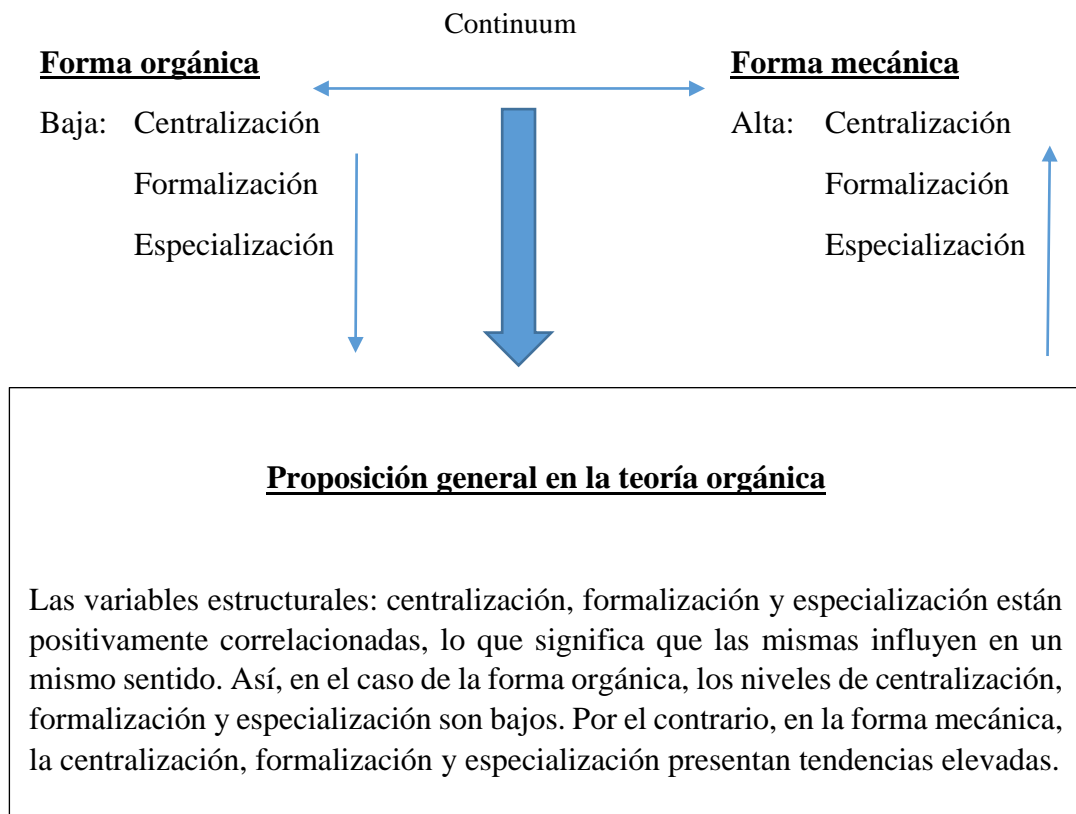 Continuum
Forma orgánica
Forma mecánica
Baja: Centralización
Formalización
Especialización
Alta: Centralización
Formalización
Especialización
Proposición general en la teoría orgánica
Las variables estructurales: centralización, formalización y especialización están
positivamente correlacionadas, lo que significa que las mismas influyen en un
mismo sentido. Así, en el caso de la forma orgánica, los niveles de centralización,
formalización y especialización son bajos. Por el contrario, en la forma mecánica,
la centralización, formalización y especialización presentan tendencias elevadas.